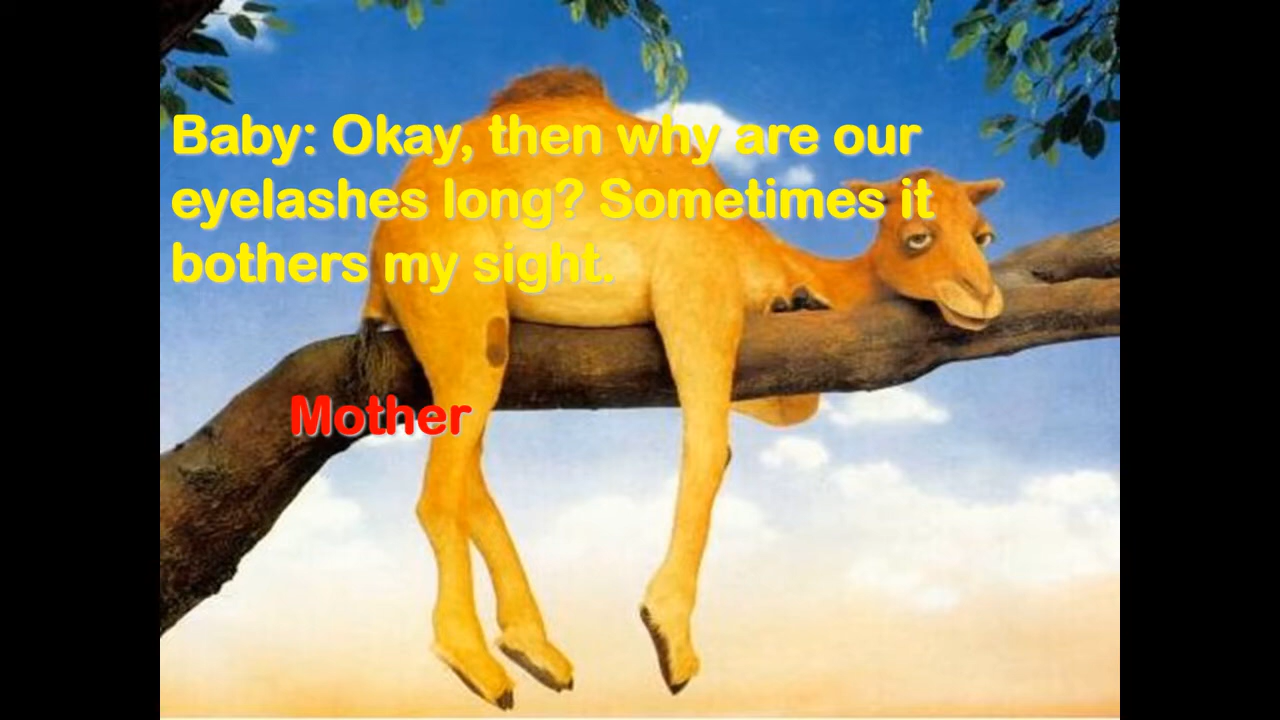 Baby: Okay, then why are our
eyelashes long? Sometimes it
bothers my sight.
Mother